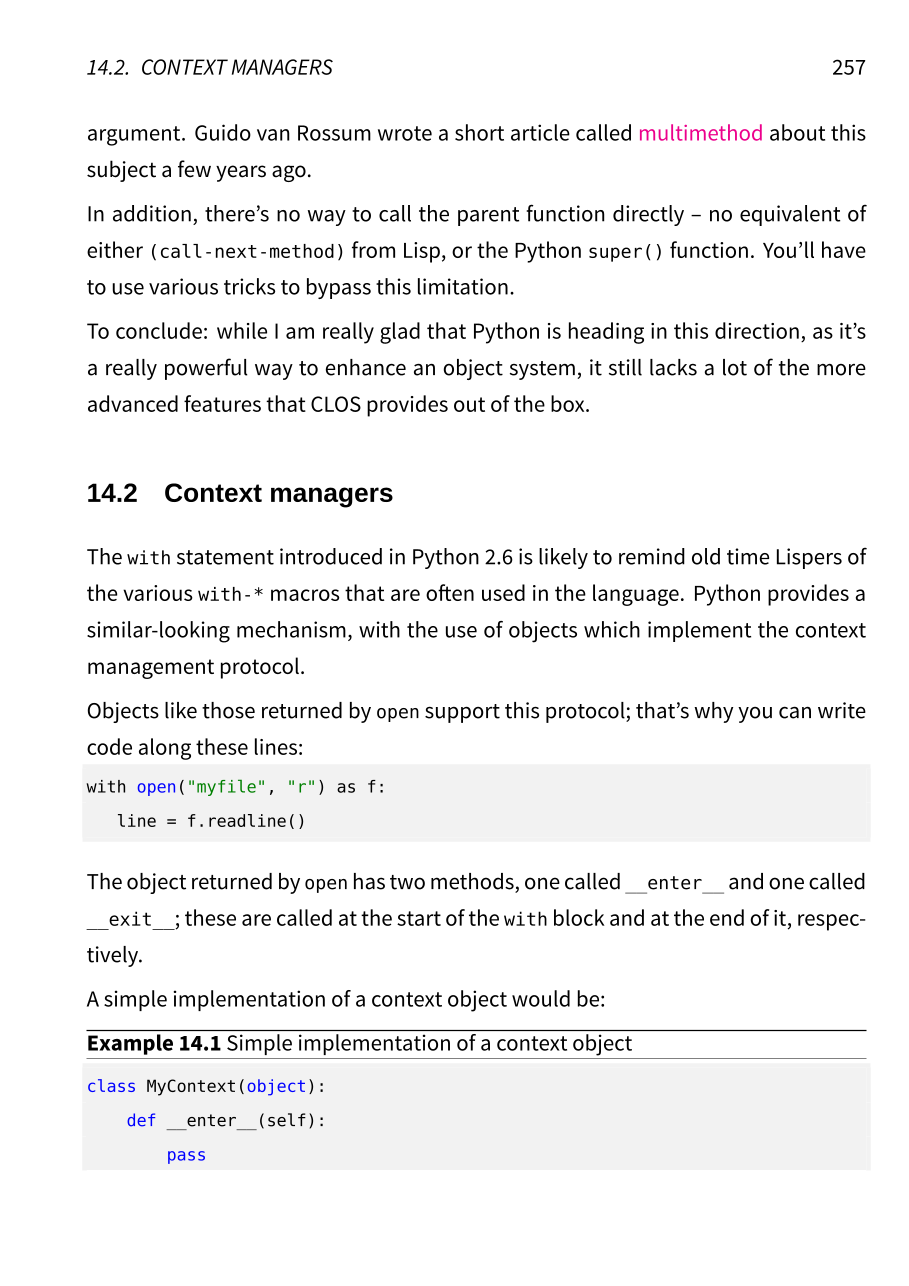 14.2. CONTEXT MANAGERS 257
argument. Guido van Rossum wrote a short article called multimethod about this
subject a few years ago.
In addition, there’s no way to call the parent function directly – no equivalent of
either (call-next-method) from Lisp, or the Python super() function. You’ll have
to use various tricks to bypass this limitation.
To conclude: while I am really glad that Python is heading in this direction, as it’s
a really powerful way to enhance an object system, it still lacks a lot of the more
advanced features that CLOS provides out of the box.
14.2 Context managers
The with statement introduced in Python 2.6 is likely to remind old time Lispers of
the various with-* macros that are often used in the language. Python provides a
similar-looking mechanism, with the use of objects which implement the context
management protocol.
Objects like those returned by open support this protocol; that’s why you can write
code along these lines:
with open("myfile", "r") as f:
   line = f.readline()
The object returned by open has two methods, one called __enter__ and one called
__exit__; these are called at the start of the with block and at the end of it, respec-
tively.
A simple implementation of a context object would be:
Example 14.1 Simple implementation of a context object
class MyContext(object):
    def __enter__(self):
        pass